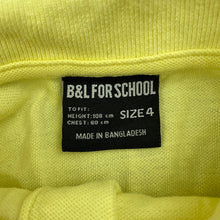 B&L FOR SCHOOL
TO FIT:
HEIGHT: 108 cm
CHEST: 60 cm
SIZE 4
MADE IN BANGLADESH